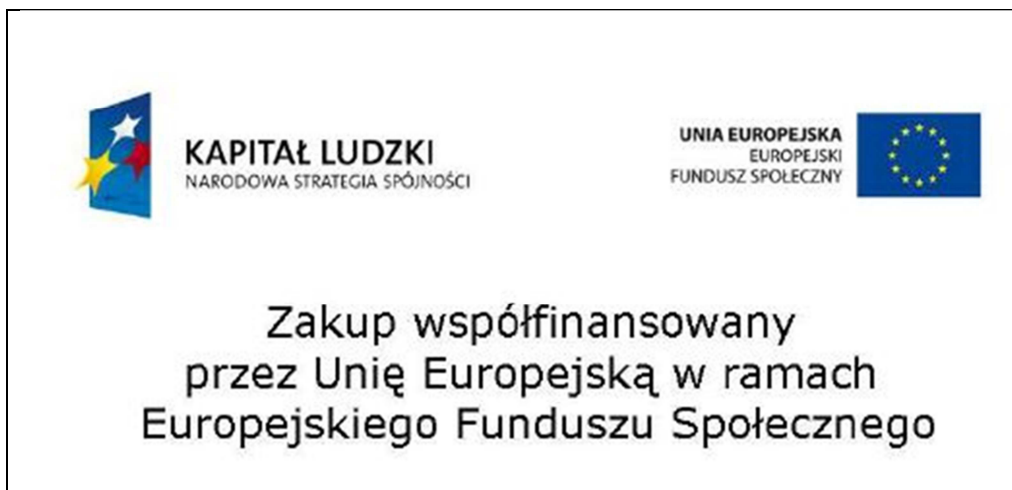 KAPITAŁ LUDZKI
NARODOWA STRATEGIA SPÓJNOŚCI
UNIA EUROPEJSKA
EUROPEJSKI
FUNDUSZ SPOŁECZNY
Zakup współfinansowany
przez Unię Europejską w ramach
Europejskiego Funduszu Społecznego